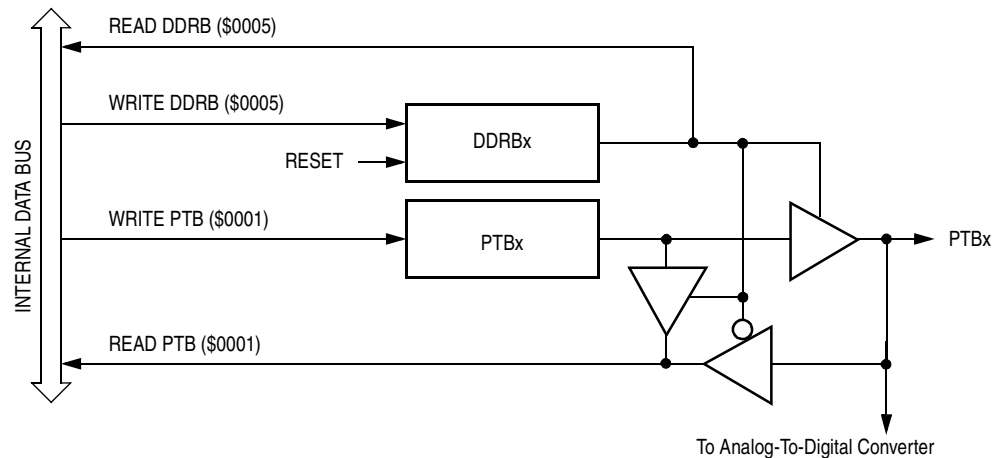 READ DDRB ($0005)
WRITE DDRB ($0005)
DDRBx
RESET
WRITE PTB ($0001)
PTBx
PTBx
READ PTB ($0001)
INTERNAL DATA BUS
To Analog-To-Digital Converter